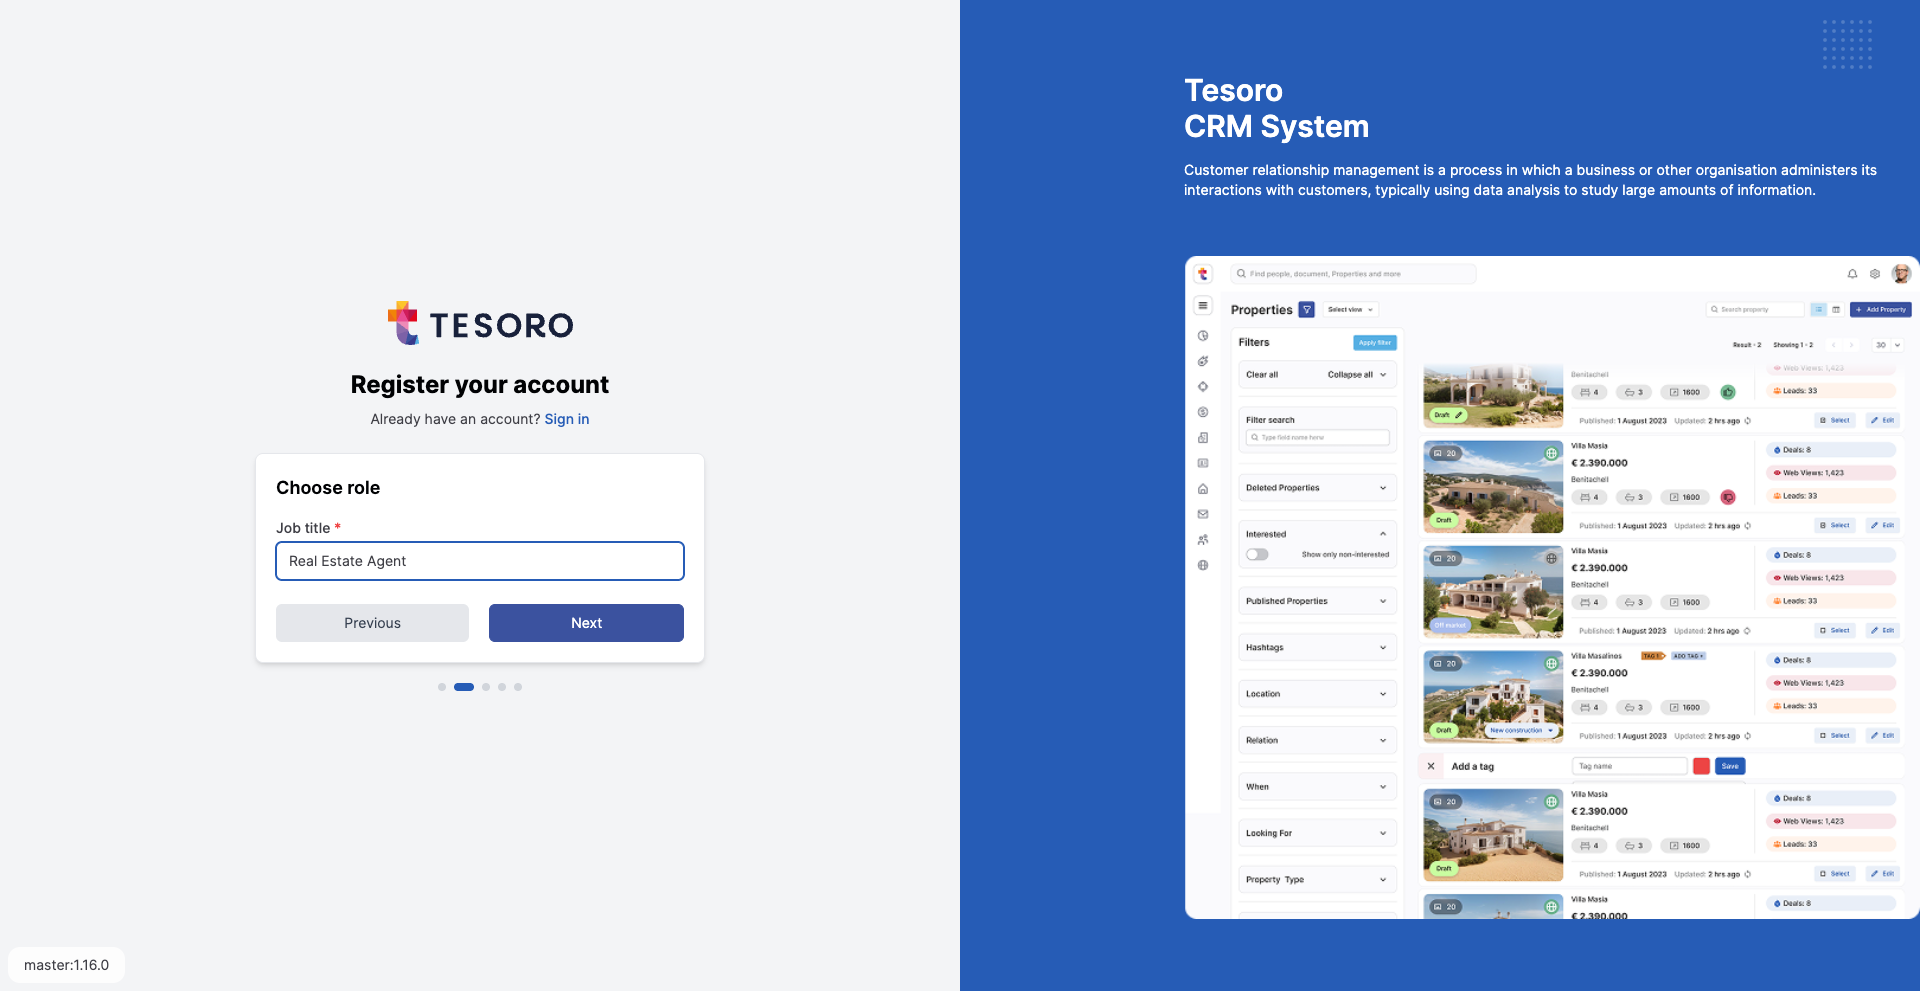 TESORO
Register your account
Already have an account? Sign in
Choose role
Job title *
Real Estate Agent
Previous
Next
master:1.16.0
Tesoro
CRM System
Customer relationship management is a process in which a business or other organisation administers its
interactions with customers, typically using data analysis to study large amounts of information.
Find people, document, Properties and more
Properties
Select view
Search property
+ Add Property
Filters
Apply filter
Result - 2
Showing 1 - 2
30
Clear all
Collapse all
Filter search
Type field name herw
Deleted Properties
Interested
Show only non-interested
Published Properties
Hashtags
Location
Relation
When
Looking For
Property Type
Benitachell
Web Views: 1,423
4
3
1600
Leads: 33
Draft
Published: 1 August 2023
Updated: 2 hrs ago
Select
Edit
20
Villa Masia
€ 2.390.000
Benitachell
4
3
1600
Deals: 8
Web Views: 1,423
Leads: 33
Draft
Published: 1 August 2023
Updated: 2 hrs ago
Select
Edit
20
Villa Masia
€ 2.390.000
Benitachell
4
3
1600
Deals: 8
Web Views: 1,423
Leads: 33
Off market
Published: 1 August 2023
Updated: 2 hrs ago
Select
Edit
20
Villa Masalinos
TAG 1
ADD TAG +
€ 2.390.000
Benitachell
4
3
1600
Deals: 8
Web Views: 1,423
Leads: 33
Draft
New construction
Published: 1 August 2023
Updated: 2 hrs ago
Select
Edit
Add a tag
Tag name
Save
20
Villa Masia
€ 2.390.000
Benitachell
4
3
1600
Deals: 8
Web Views: 1,423
Leads: 33
Draft
Published: 1 August 2023
Updated: 2 hrs ago
Select
Edit
20
Villa Masia
€ 2.390.000
Deals: 8